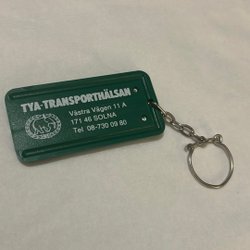 TYA-TRANSPORTHÄLSAN
Västra Vägen 11 A
171 46 SOLNA
Tel 08-730 09 80